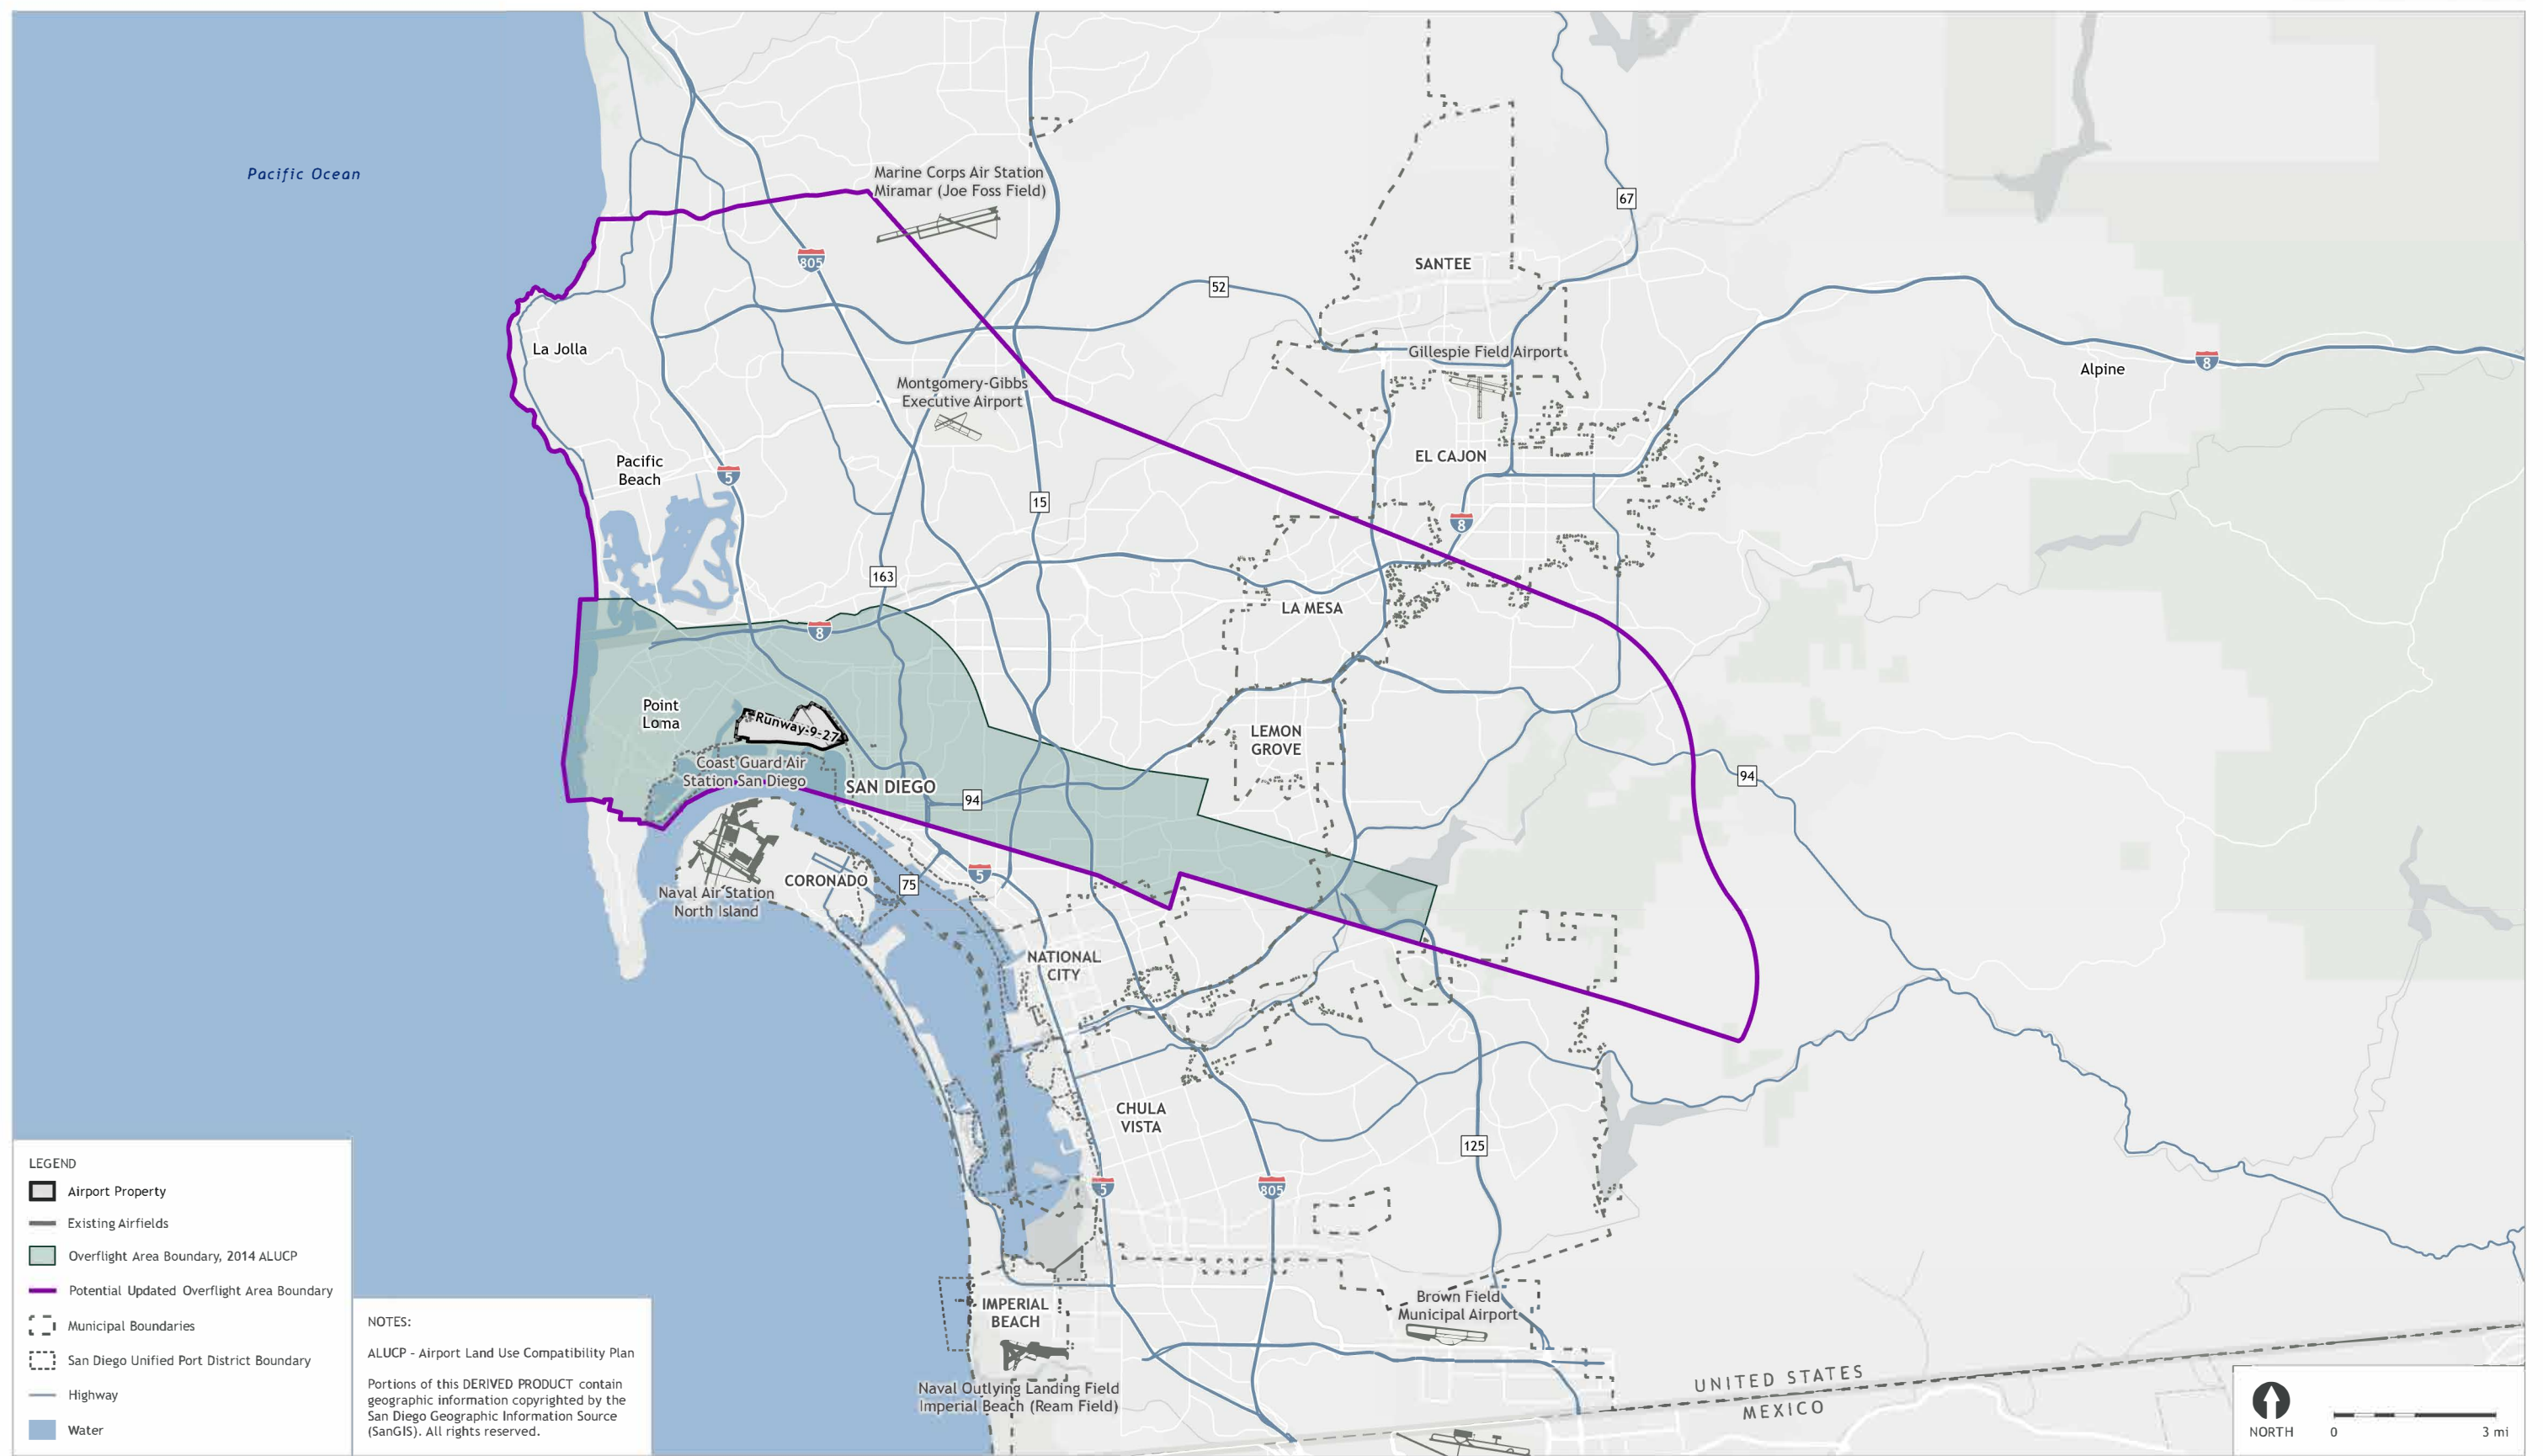 Pacific Ocean
Marine Corps Air Station
Miramar (Joe Foss Field)
67
805
SANTEE
52
La Jolla
Gillespie Field Airport
8
Alpine
Montgomery-Gibbs
Executive Airport
EL CAJON
Pacific
Beach
5
15
8
163
LA MESA
8
Point
Loma
Runway-9-27
LEMON
GROVE
Coast Guard Air
Station San Diego
SAN DIEGO
94
94
5
CORONADO
75
Naval Air Station
North Island
NATIONAL
CITY
CHULA
VISTA
125
5
805
IMPERIAL
BEACH
Brown Field
Municipal Airport
Naval Outlying Landing Field
Imperial Beach (Ream Field)
UNITED STATES
MEXICO
LEGEND
Airport Property
Existing Airfields
Overflight Area Boundary, 2014 ALUCP
Potential Updated Overflight Area Boundary
Municipal Boundaries
San Diego Unified Port District Boundary
Highway
Water
NOTES:
ALUCP - Airport Land Use Compatibility Plan
Portions of this DERIVED PRODUCT contain
geographic information copyrighted by the
San Diego Geographic Information Source
(SanGIS). All rights reserved.
NORTH
0 3 mi